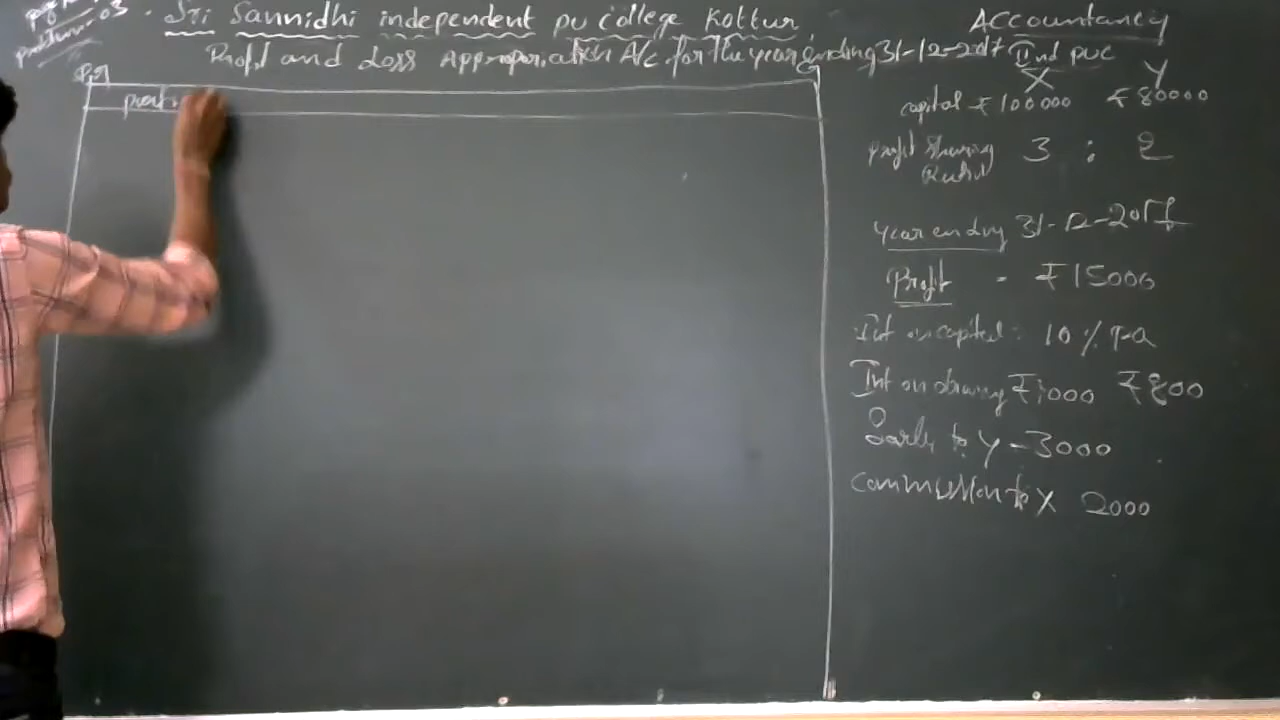 03. Sri Sannidhi independent pu college Kottur
Accountancy
IInd PUC
Profit and Loss Appropriation A/C for the year ending 31-12-2017
X Y
capital ₹100000 ₹80000
Profit Sharing 3 : 2
Ratio
year ending 31-12-2017
Profit - ₹15000
Int on capital: 10% P.a
Int on drawing ₹1000 ₹800
to Y - 3000
Commission to X 2000